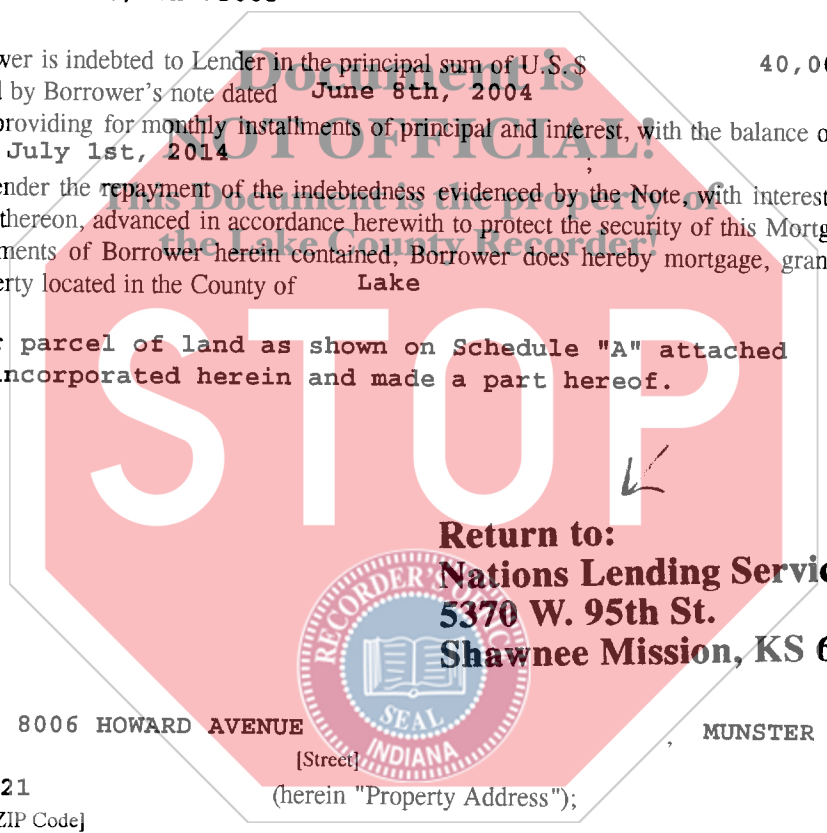 wer is indebted to Lender in the principal sum of U.S. $ 40,0
Document is
l by Borrower's note dated June 8th, 2004
providing for monthly installments of principal and interest, with the balance o
July 1st, 2014
NOT OFFICIAL!
ender the repayment of the indebtedness evidenced by the Note, with interest
This Document is the property of
thereon, advanced in accordance herewith to protect the security of this Mortg
the Lake County Recorder!
ments of Borrower herein contained, Borrower does hereby mortgage, gran
erty located in the County of Lake
r parcel of land as shown on Schedule "A" attached
incorporated herein and made a part hereof.
STOP
Return to:
Nations Lending Servic
5370 W. 95th St.
Shawnee Mission, KS 6
RECORDER'S OFFICE
SEAL
INDIANA
8006 HOWARD AVENUE , MUNSTER
[Street]
21
(herein "Property Address");
ZIP Code]